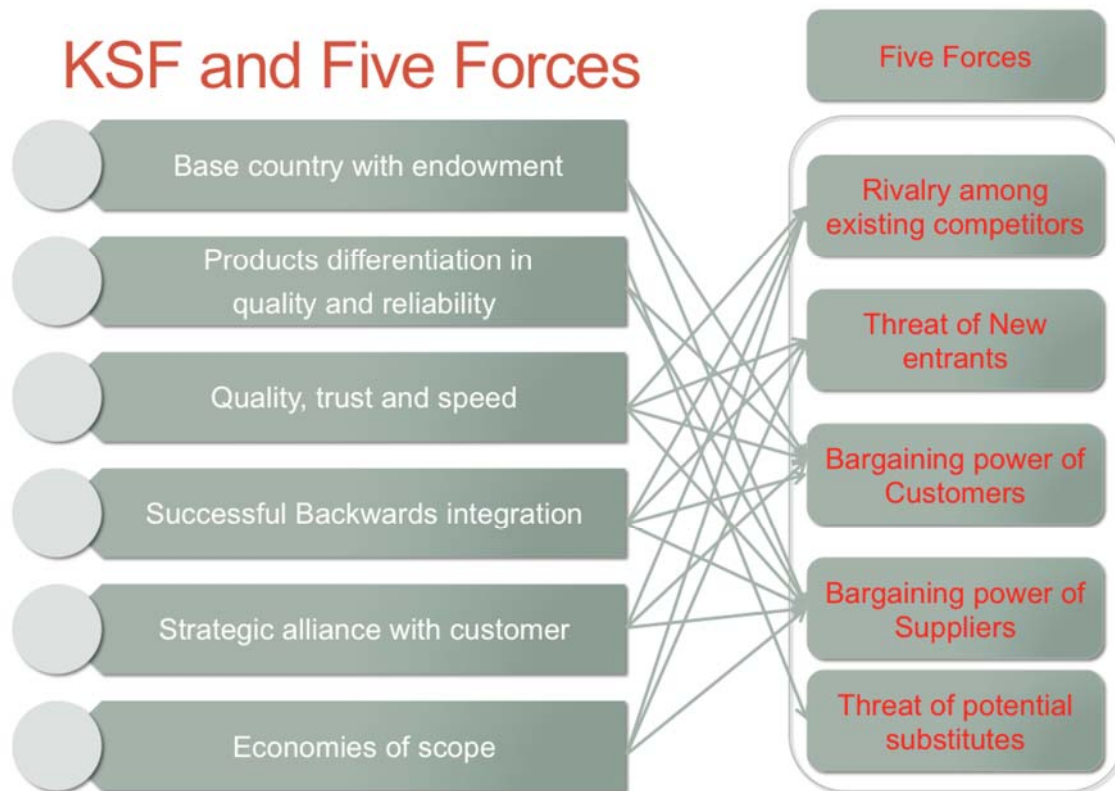 KSF and Five Forces
Five Forces
Base country with endowment
Products differentiation in
quality and reliability
Quality, trust and speed
Successful Backwards integration
Strategic alliance with customer
Economies of scope
Rivalry among
existing competitors
Threat of New
entrants
Bargaining power of
Customers
Bargaining power of
Suppliers
Threat of potential
substitutes